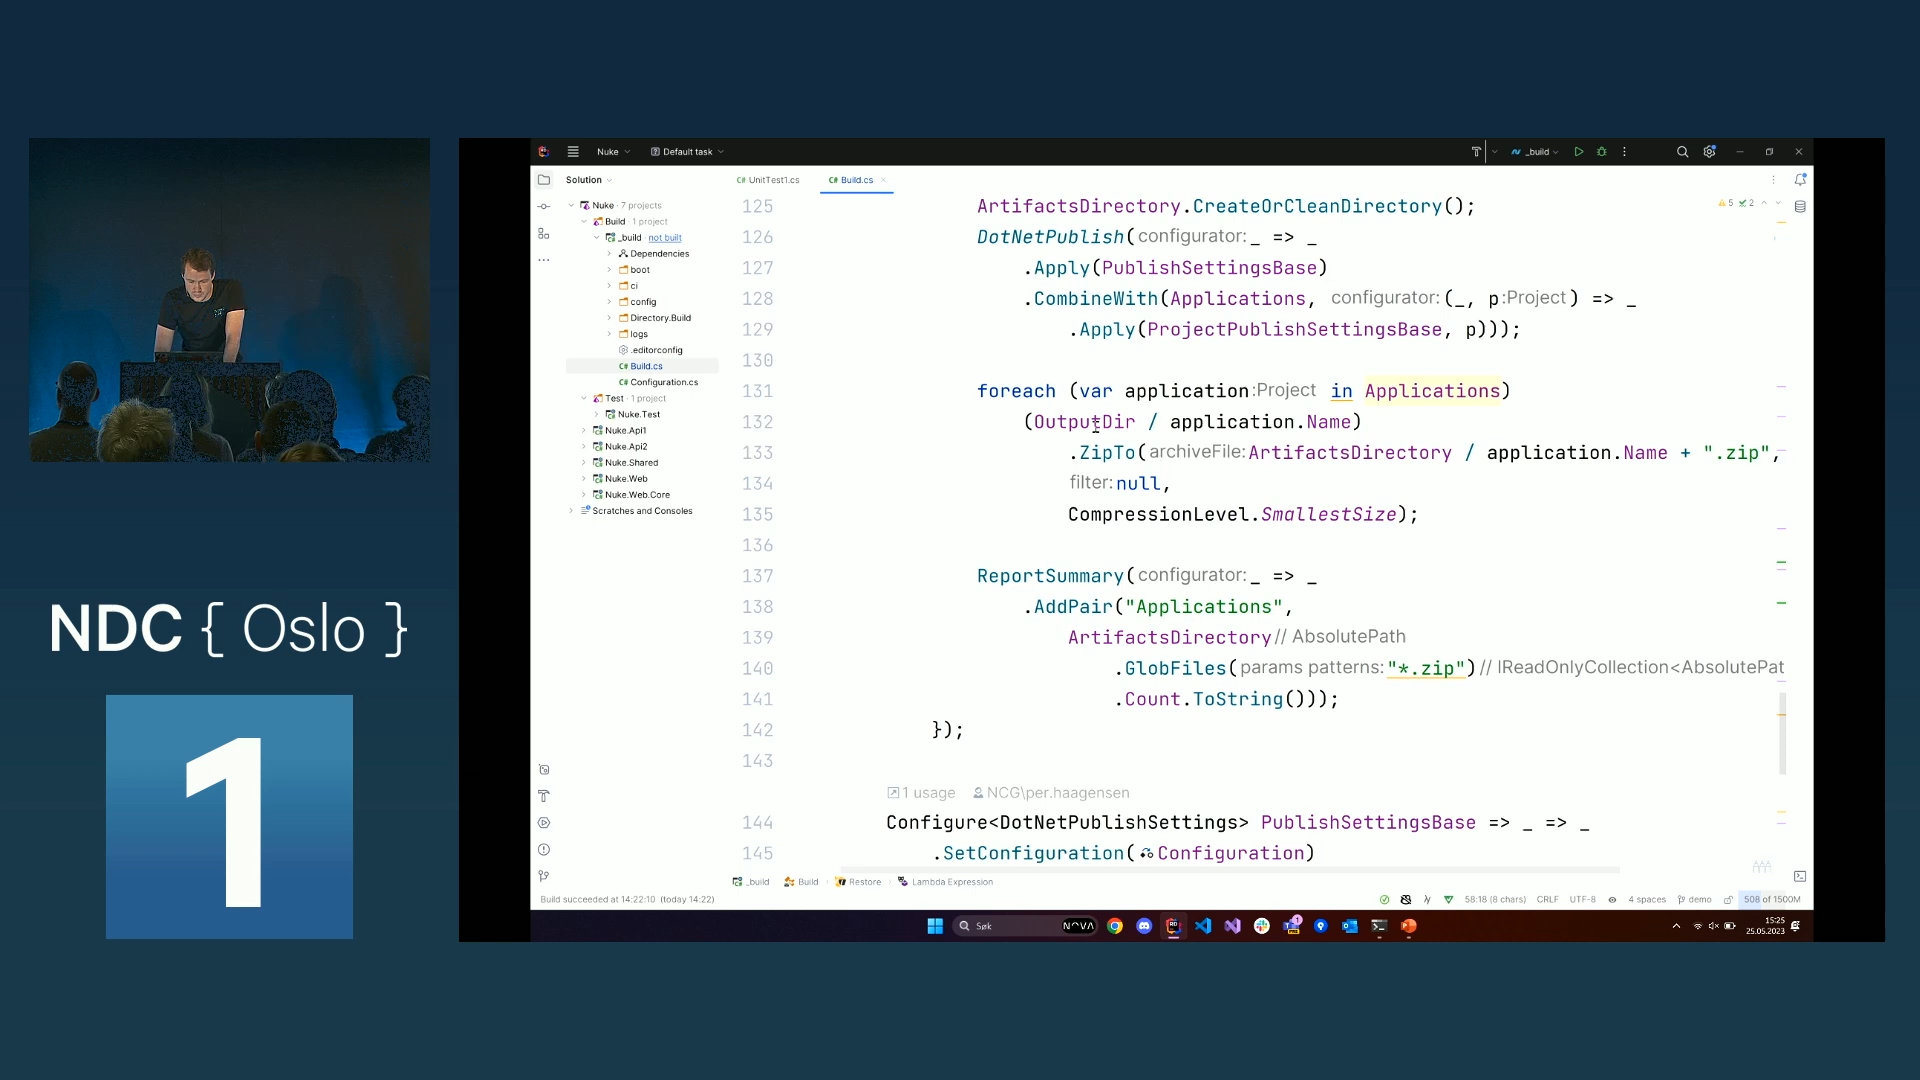 Nuke
Default task
_build
Solution
UnitTest1.cs
Build.cs
Nuke · 7 projects
Build · 1 project
_build · not built
Dependencies
boot
ci
config
Directory.Build
logs
.editorconfig
Build.cs
Configuration.cs
Test · 1 project
Nuke.Test
Nuke.Api1
Nuke.Api2
Nuke.Shared
Nuke.Web
Nuke.Web.Core
Scratches and Consoles
5 2
125 ArtifactsDirectory.CreateOrCleanDirectory();
126 DotNetPublish(configurator: _ => _
127 .Apply(PublishSettingsBase)
128 .CombineWith(Applications, configurator: (_, p:Project) => _
129 .Apply(ProjectPublishSettingsBase, p)));
130
131 foreach (var application:Project in Applications)
132 (OutputDir / application.Name)
133 .ZipTo(archiveFile:ArtifactsDirectory / application.Name + ".zip",
134 filter: null,
135 CompressionLevel.SmallestSize);
136
137 ReportSummary(configurator: _ => _
138 .AddPair("Applications",
139 ArtifactsDirectory // AbsolutePath
140 .GlobFiles(params patterns: "*.zip") // IReadOnlyCollection<AbsolutePat
141 .Count.ToString()));
142 });
143
1 usage NCG\per.haagensen
144 Configure<DotNetPublishSettings> PublishSettingsBase => _ => _
145 .SetConfiguration(Configuration)
_build Build Restore Lambda Expression
Build succeeded at 14:22:10 (today 14:22)
58:18 (8 chars) CRLF UTF-8 4 spaces demo 508 of 1500M
Søk
NOVA
15:25
25.05.2023
NDC { Oslo }
1